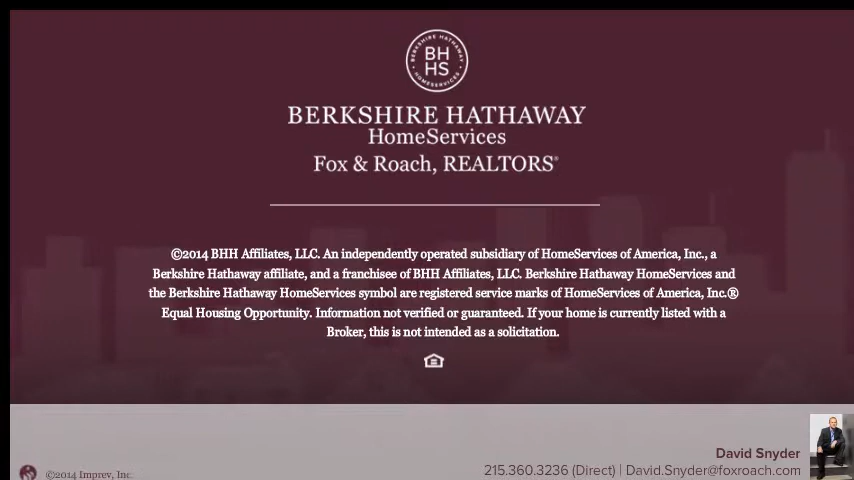 BERKSHIRE HATHAWAY
HOMESERVICES
BH
HS
BERKSHIRE HATHAWAY
HomeServices
Fox & Roach, REALTORS®
©2014 BHH Affiliates, LLC. An independently operated subsidiary of HomeServices of America, Inc., a
Berkshire Hathaway affiliate, and a franchisee of BHH Affiliates, LLC. Berkshire Hathaway HomeServices and
the Berkshire Hathaway HomeServices symbol are registered service marks of HomeServices of America, Inc.®
Equal Housing Opportunity. Information not verified or guaranteed. If your home is currently listed with a
Broker, this is not intended as a solicitation.
David Snyder
215.360.3236 (Direct) | David.Snyder@foxroach.com
©2014 Imprev, Inc.